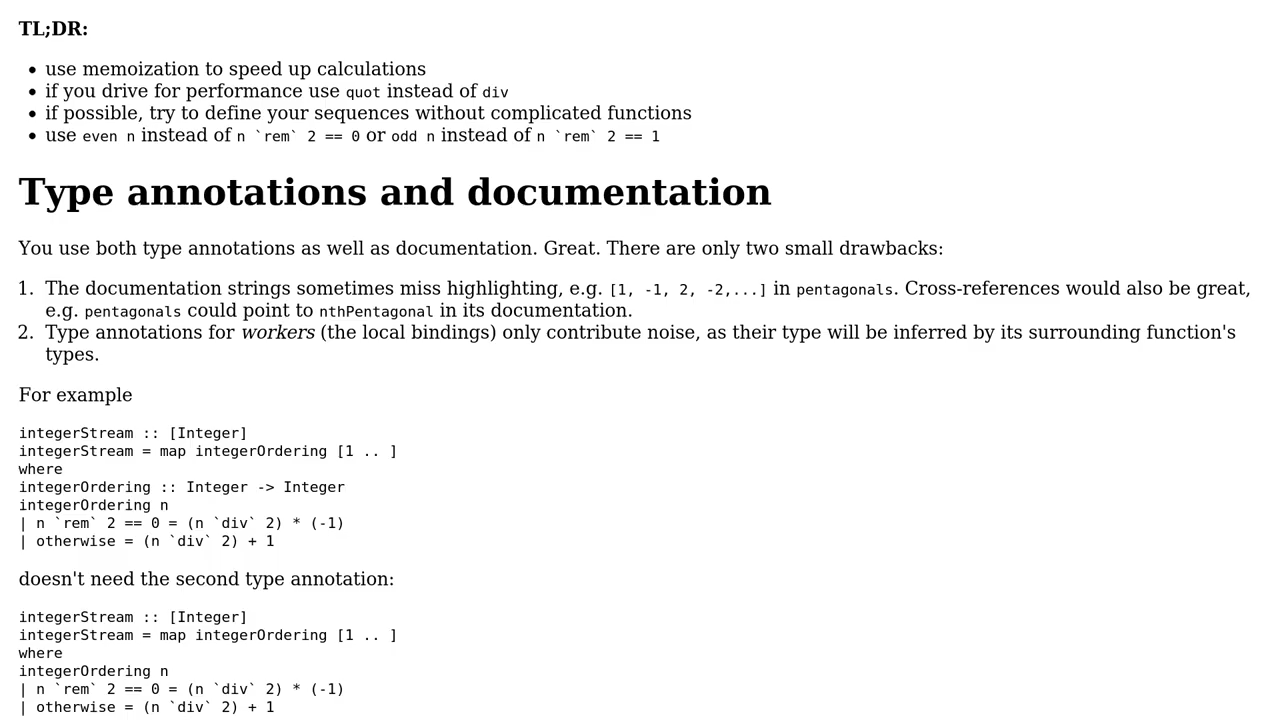 TL;DR:
• use memoization to speed up calculations
• if you drive for performance use quot instead of div
• if possible, try to define your sequences without complicated functions
• use even n instead of n `rem` 2 == 0 or odd n instead of n `rem` 2 == 1
Type annotations and documentation
You use both type annotations as well as documentation. Great. There are only two small drawbacks:
1. The documentation strings sometimes miss highlighting, e.g. [1, -1, 2, -2,...] in pentagonals. Cross-references would also be great,
e.g. pentagonals could point to nthPentagonal in its documentation.
2. Type annotations for workers (the local bindings) only contribute noise, as their type will be inferred by its surrounding function's
types.
For example
integerStream :: [Integer]
integerStream = map integerOrdering [1 .. ]
where
integerOrdering :: Integer -> Integer
integerOrdering n
| n `rem` 2 == 0 = (n `div` 2) * (-1)
| otherwise = (n `div` 2) + 1
doesn't need the second type annotation:
integerStream :: [Integer]
integerStream = map integerOrdering [1 .. ]
where
integerOrdering n
| n `rem` 2 == 0 = (n `div` 2) * (-1)
| otherwise = (n `div` 2) + 1